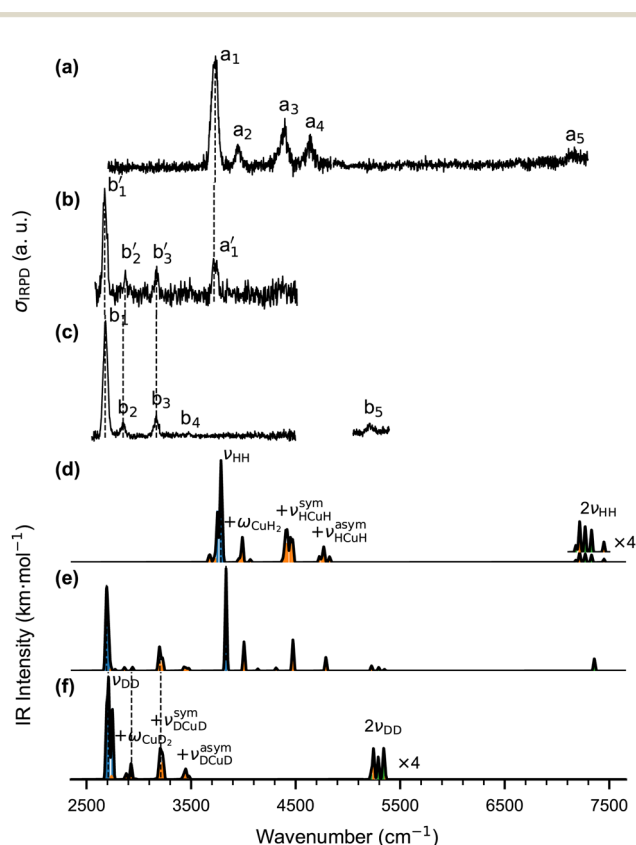 (a)
a1
a2
a3
a4
a5
(b)
b′1
b′2
b′3
a′1
σIRPD (a. u.)
(c)
b1
b2
b3
b4
b5
(d)
νHH
+ωCuH2
+νsymHCuH
+νasymHCuH
2νHH
×4
(e)
IR Intensity (km·mol−1)
(f)
νDD
+ωCuD2
+νsymDCuD
+νasymDCuD
2νDD
×4
2500 3500 4500 5500 6500 7500
Wavenumber (cm−1)